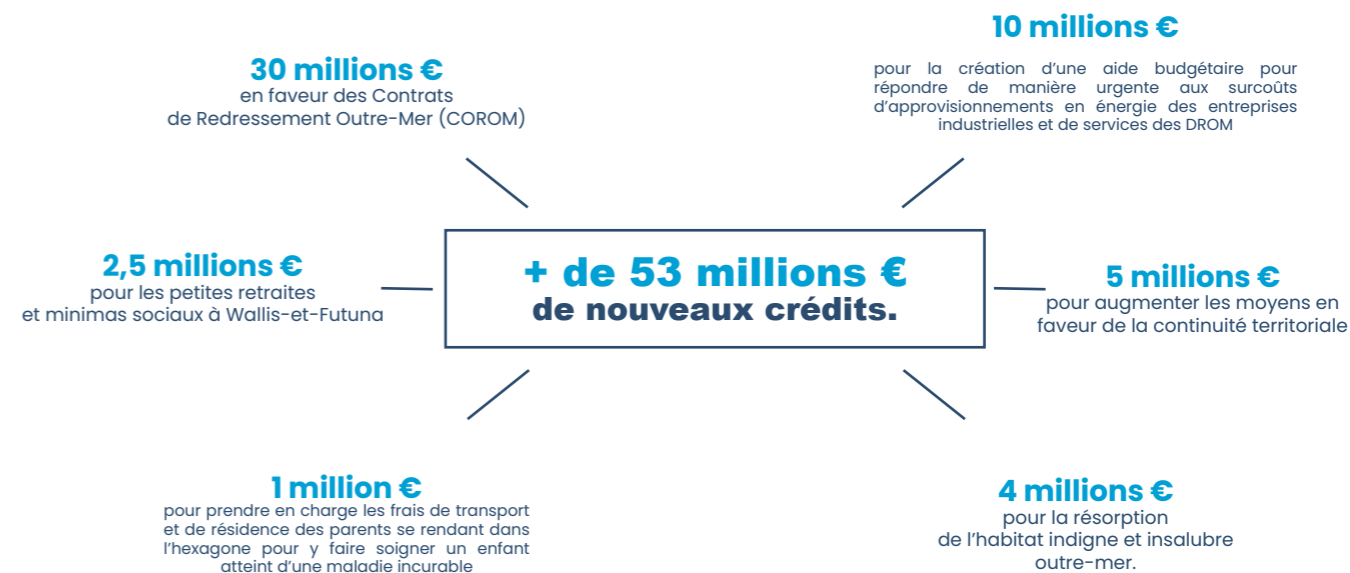 30 millions €
en faveur des Contrats
de Redressement Outre-Mer (COROM)
10 millions €
pour la création d'une aide budgétaire pour
répondre de manière urgente aux surcoûts
d'approvisionnements en énergie des entreprises
industrielles et de services des DROM
2,5 millions €
pour les petites retraites
et minimas sociaux à Wallis-et-Futuna
+ de 53 millions €
de nouveaux crédits.
5 millions €
pour augmenter les moyens en
faveur de la continuité territoriale
1 million €
pour prendre en charge les frais de transport
et de résidence des parents se rendant dans
l'hexagone pour y faire soigner un enfant
atteint d'une maladie incurable
4 millions €
pour la résorption
de l'habitat indigne et insalubre
outre-mer.